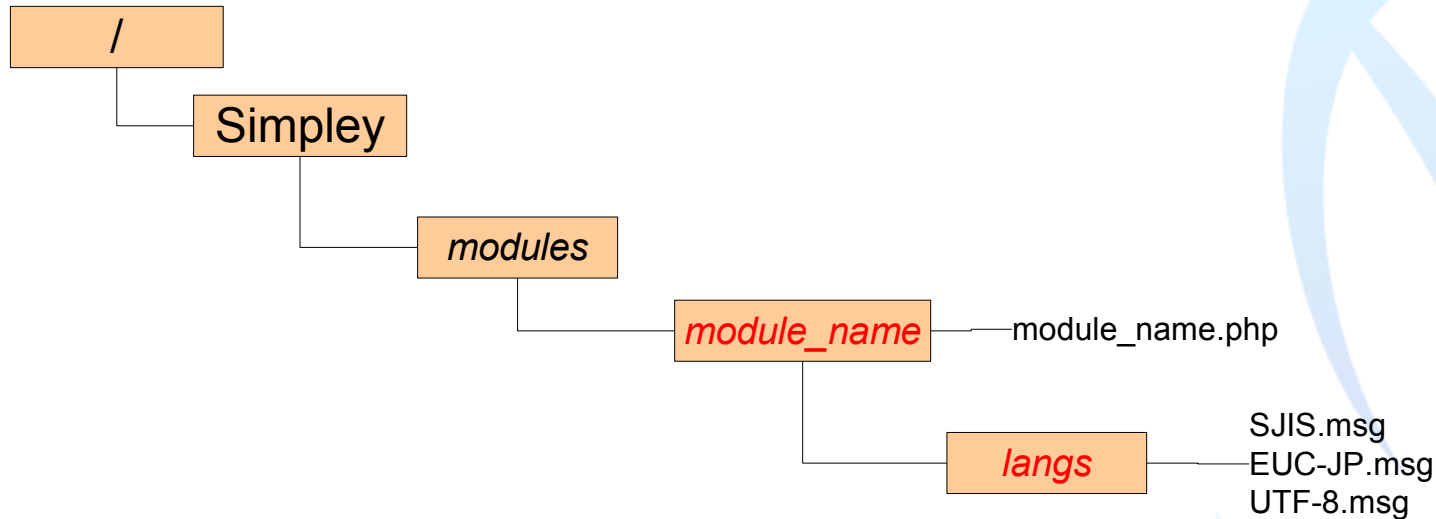 /
Simpley
modules
module_name
module_name.php
langs
SJIS.msg
EUC-JP.msg
UTF-8.msg